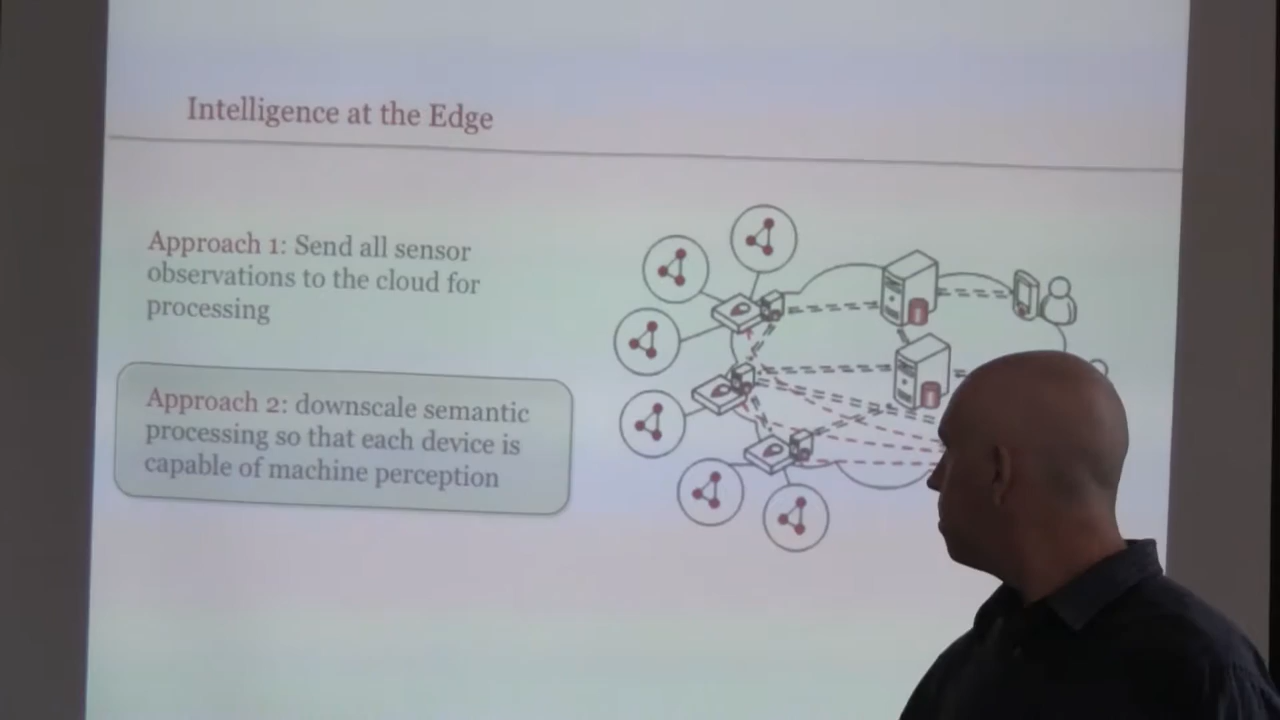 Intelligence at the Edge
Approach 1: Send all sensor
observations to the cloud for
processing
Approach 2: downscale semantic
processing so that each device is
capable of machine perception